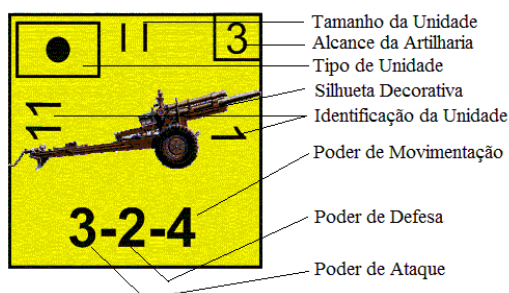 3
11
1
3-2-4
Tamanho da Unidade
Alcance da Artilharia
Tipo de Unidade
Silhueta Decorativa
Identificação da Unidade
Poder de Movimentação
Poder de Defesa
Poder de Ataque